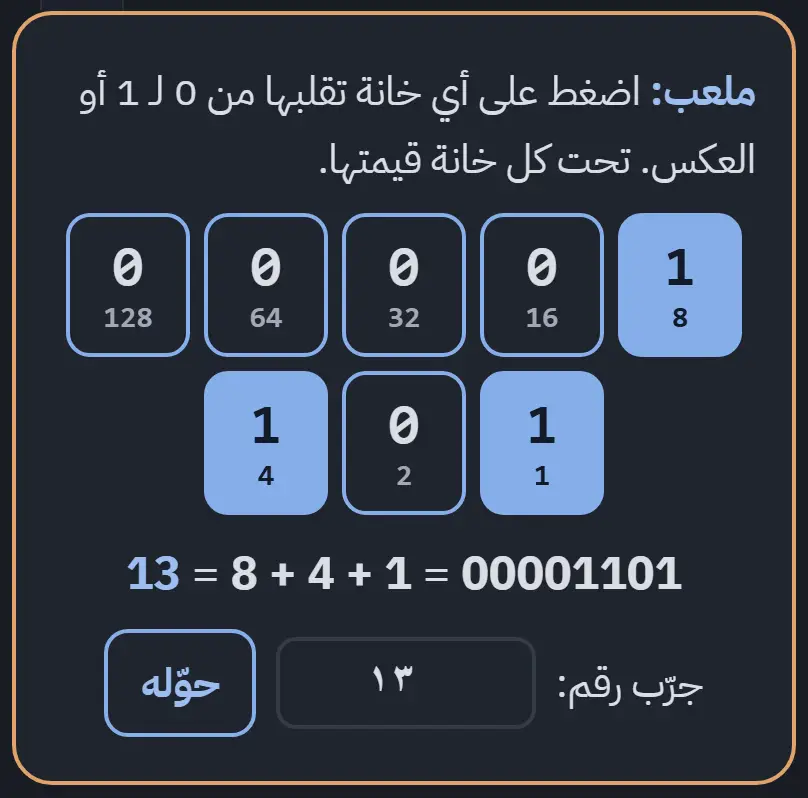 ملعب: اضغط على أي خانة تقلبها من 0 لـ 1 أو
العكس. تحت كل خانة قيمتها.
0 0 0 0 1
128 64 32 16 8
1 0 1
4 2 1
00001101 = 1 + 4 + 8 = 13
جرّب رقم: ١٣ حوّله